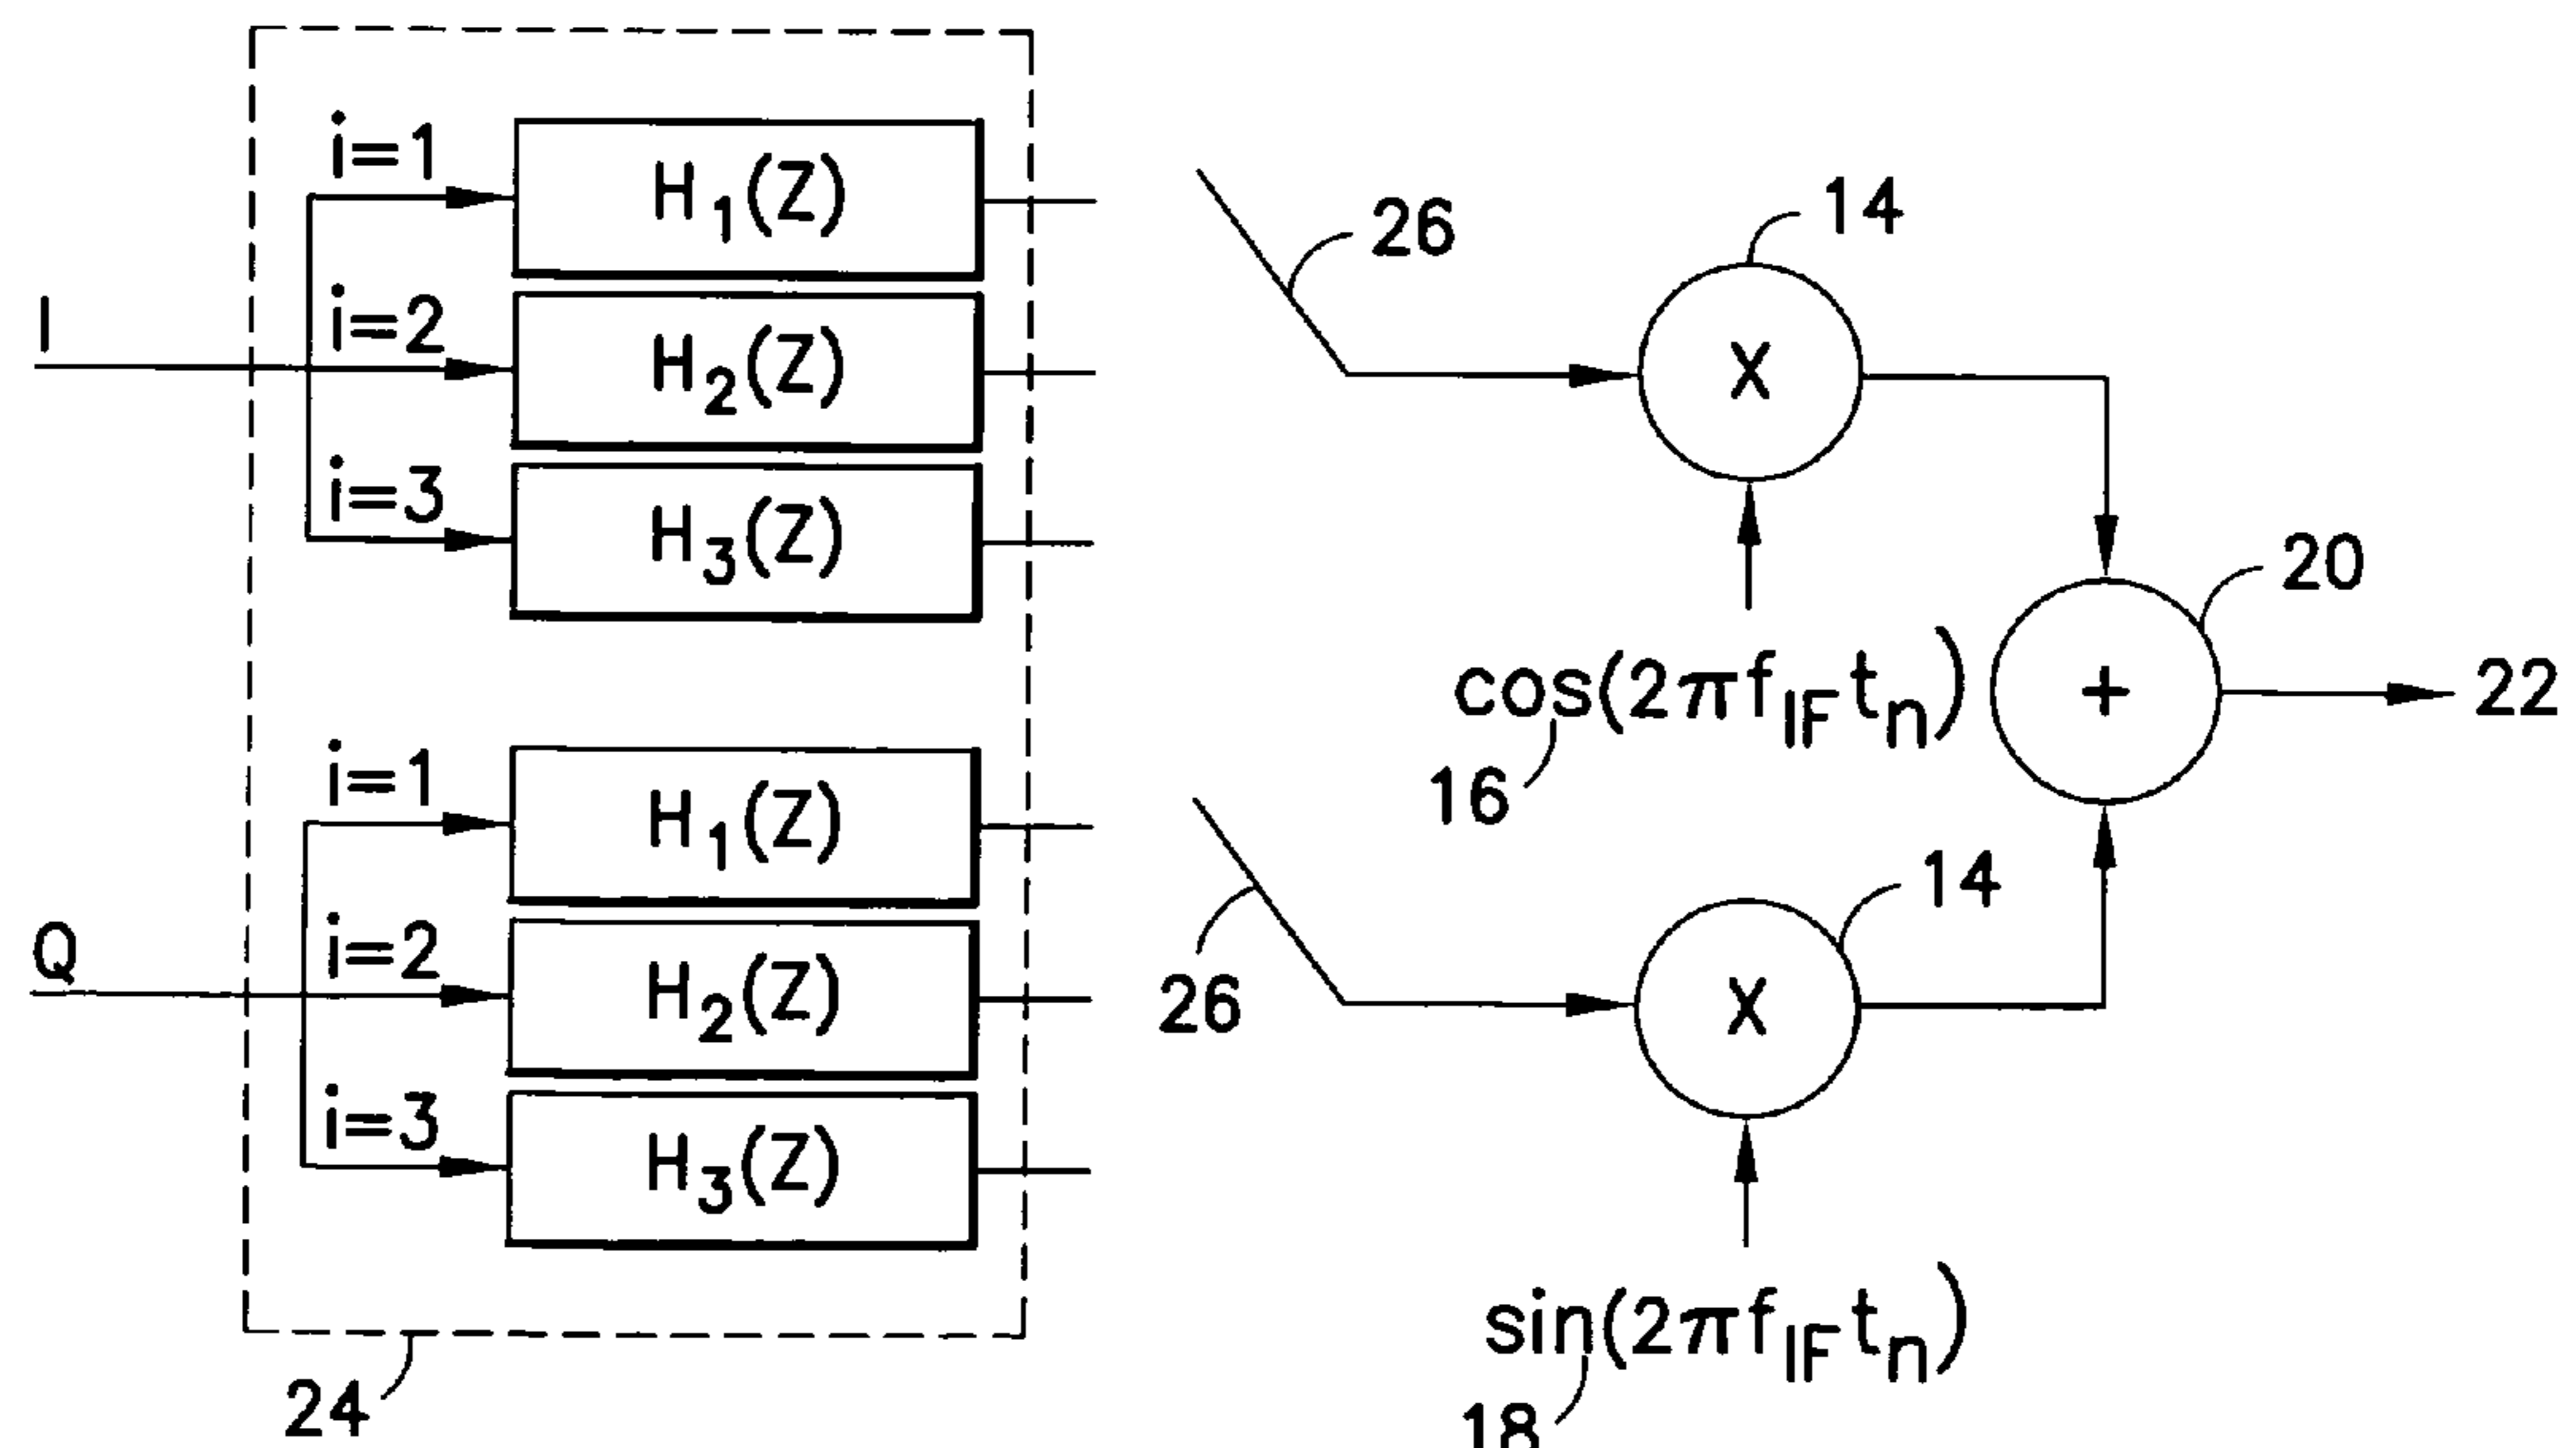 i=1
H1(Z)
I
i=2
H2(Z)
i=3
H3(Z)
26
14
X
cos(2πfIFtn)
16
20
+
22
i=1
H1(Z)
Q
i=2
H2(Z)
i=3
H3(Z)
26
14
X
sin(2πfIFtn)
18
24